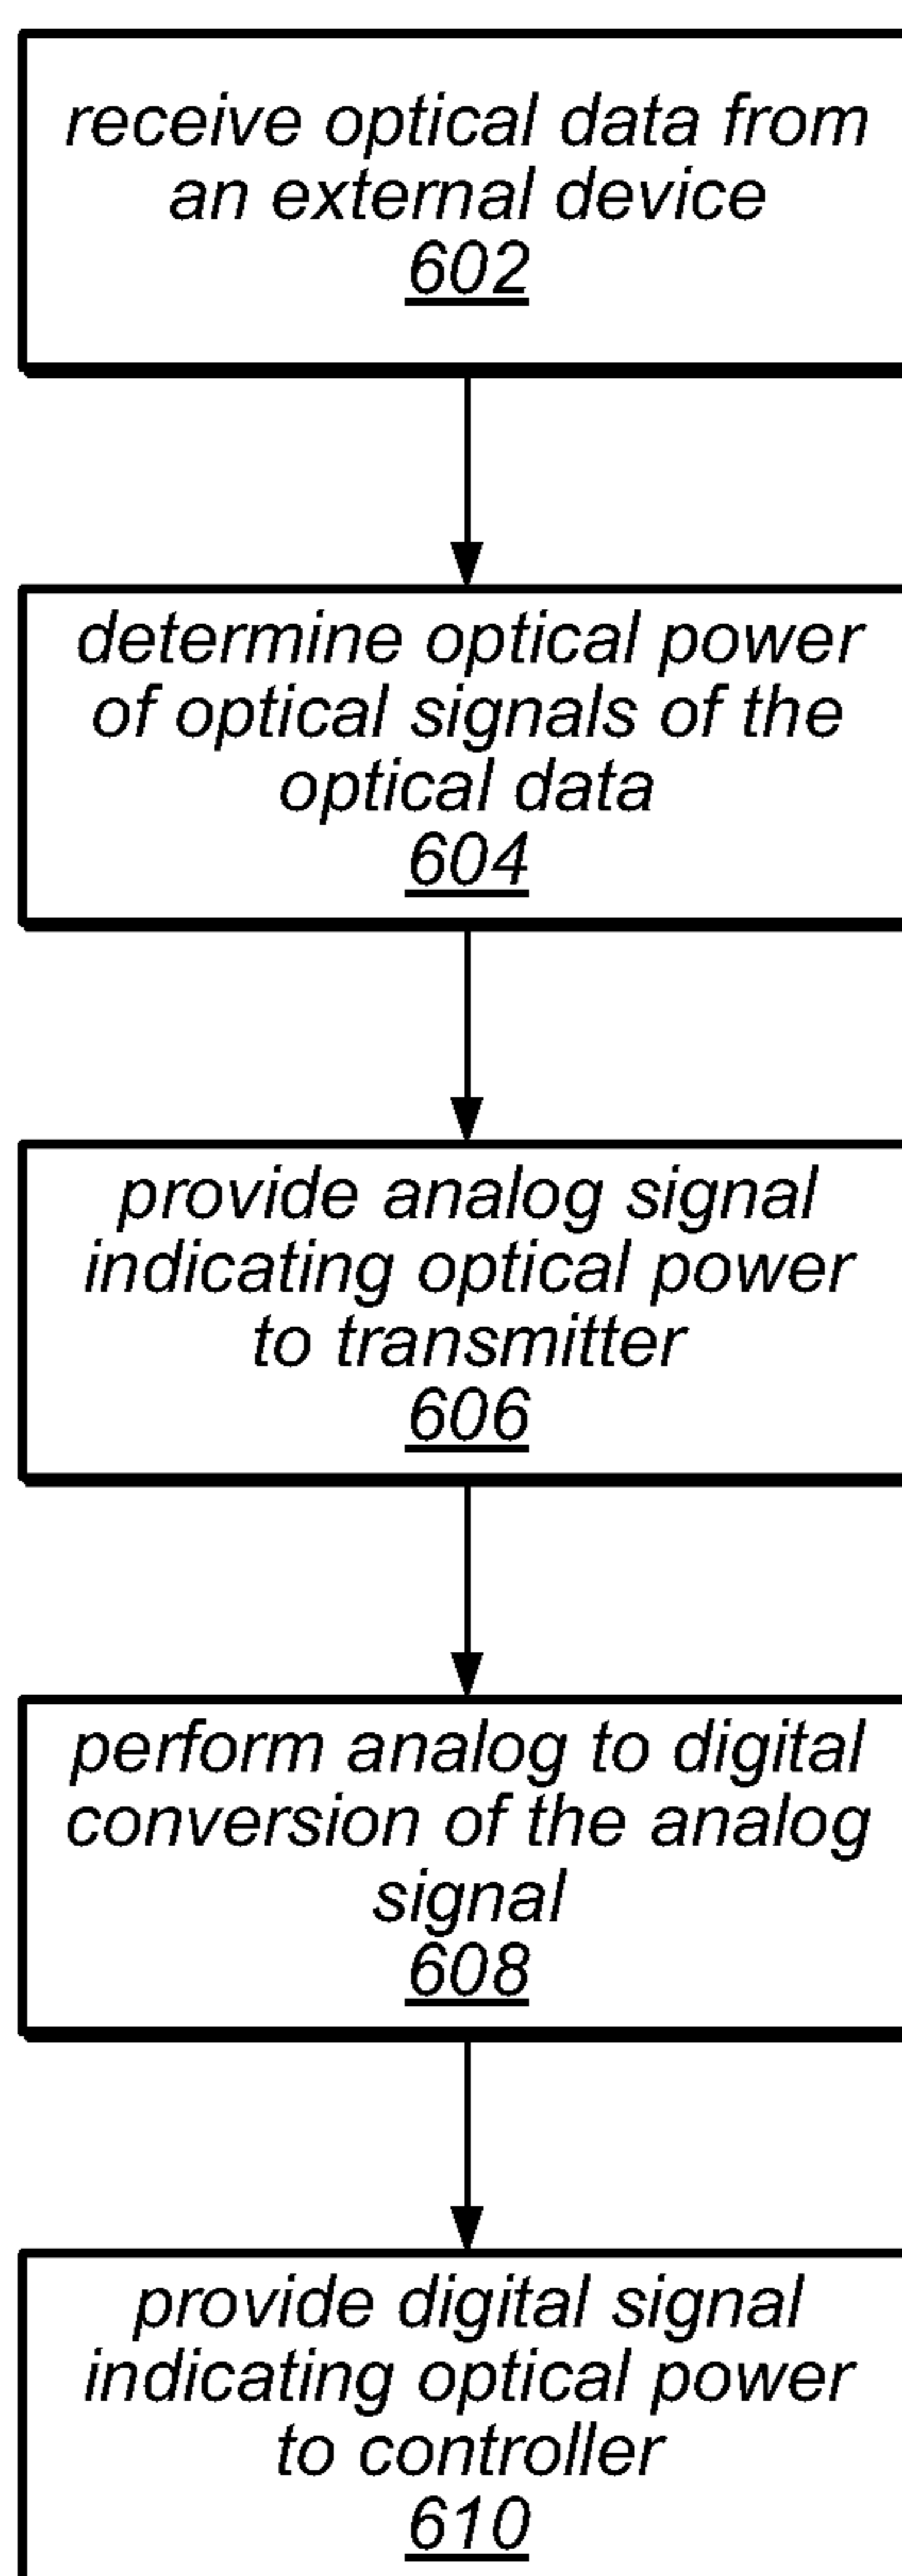 receive optical data from
an external device
602
determine optical power
of optical signals of the
optical data
604
provide analog signal
indicating optical power
to transmitter
606
perform analog to digital
conversion of the analog
signal
608
provide digital signal
indicating optical power
to controller
610